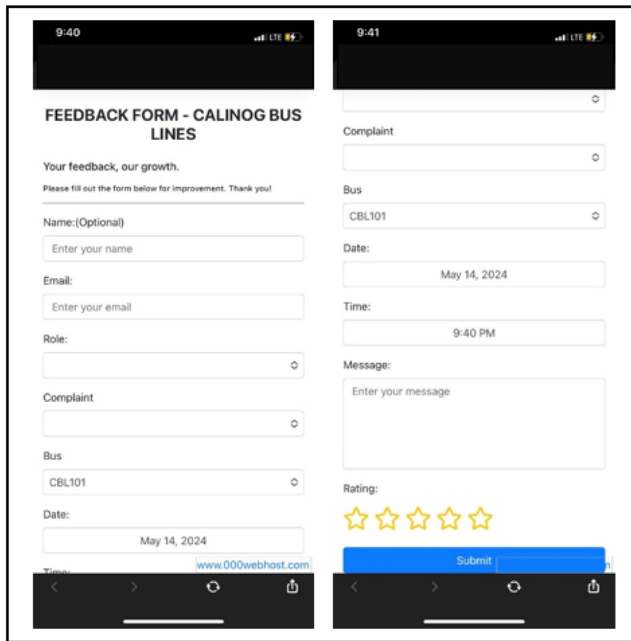 9:40
LTE
FEEDBACK FORM - CALINOG BUS
LINES
Your feedback, our growth.
Please fill out the form below for improvement. Thank you!
Name:(Optional)
Enter your name
Email:
Enter your email
Role:
Complaint
Bus
CBL101
Date:
May 14, 2024
Time:
www.000webhost.com
9:41
LTE
Complaint
Bus
CBL101
Date:
May 14, 2024
Time:
9:40 PM
Message:
Enter your message
Rating:
Submit